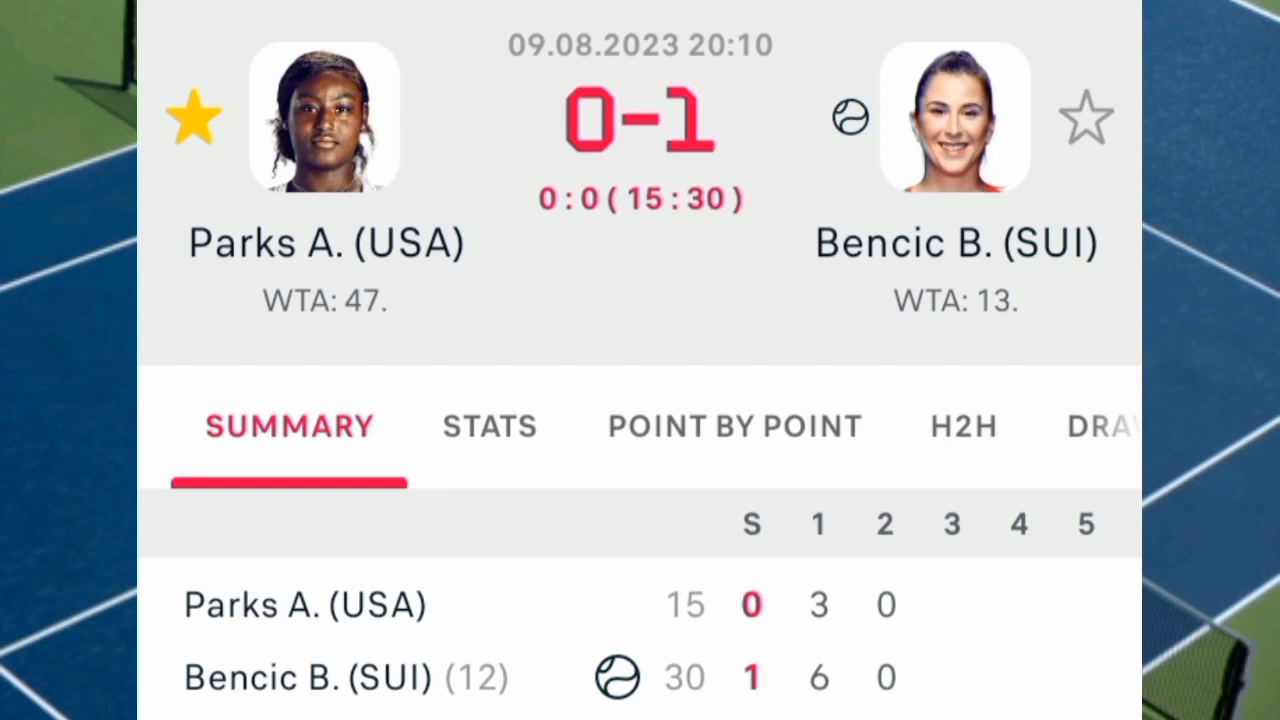 09.08.2023 20:10
0-1
0 : 0 ( 15 : 30 )
Parks A. (USA)
Bencic B. (SUI)
WTA: 47.
WTA: 13.
SUMMARY STATS POINT BY POINT H2H DRA
S 1 2 3 4 5
Parks A. (USA) 15 0 3 0
Bencic B. (SUI) (12) 30 1 6 0